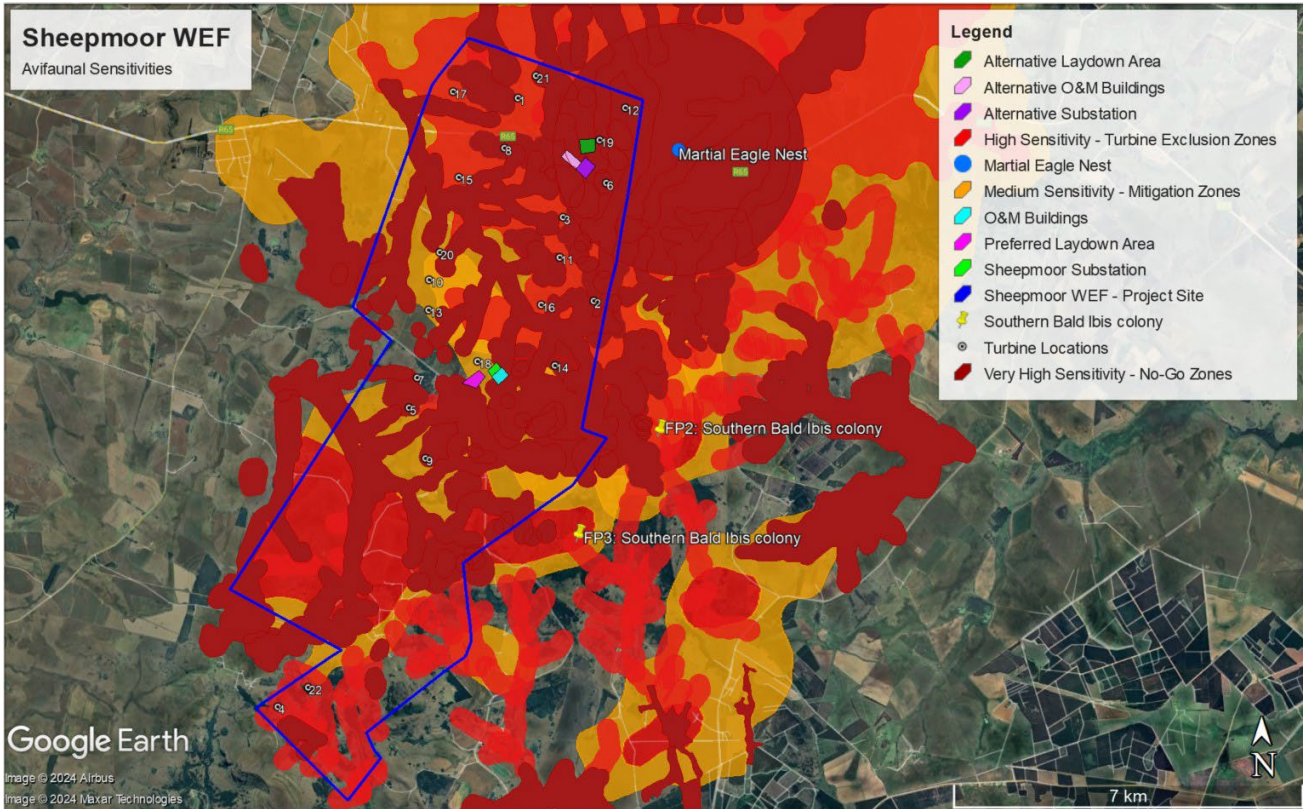 Sheepmoor WEF
Avifaunal Sensitivities
Legend
Alternative Laydown Area
Alternative O&M Buildings
Alternative Substation
High Sensitivity - Turbine Exclusion Zones
Martial Eagle Nest
Medium Sensitivity - Mitigation Zones
O&M Buildings
Preferred Laydown Area
Sheepmoor Substation
Sheepmoor WEF - Project Site
Southern Bald Ibis colony
Turbine Locations
Very High Sensitivity - No-Go Zones
21
17
1
12
R65
R65
19
8
Martial Eagle Nest
R65
15
6
3
20
11
10
2
13
16
18
14
7
5
FP2: Southern Bald Ibis colony
9
FP3: Southern Bald Ibis colony
22
4
Google Earth
Image © 2024 Airbus
Image © 2024 Maxar Technologies
N
7 km